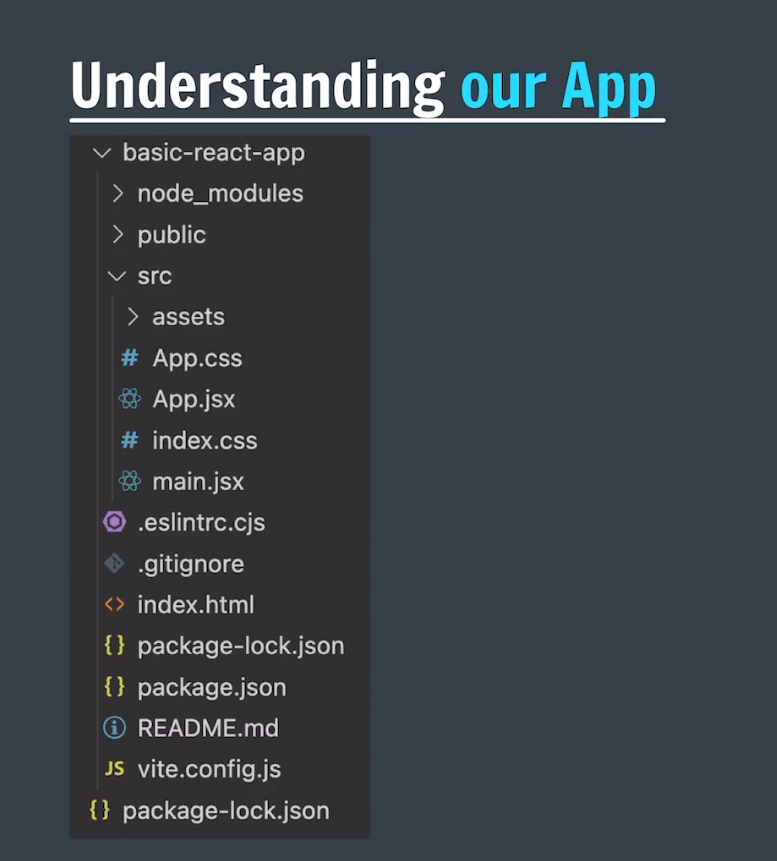 Understanding our App
basic-react-app
node_modules
public
src
assets
# App.css
App.jsx
# index.css
main.jsx
.eslintrc.cjs
.gitignore
<> index.html
{} package-lock.json
{} package.json
README.md
JS vite.config.js
{} package-lock.json